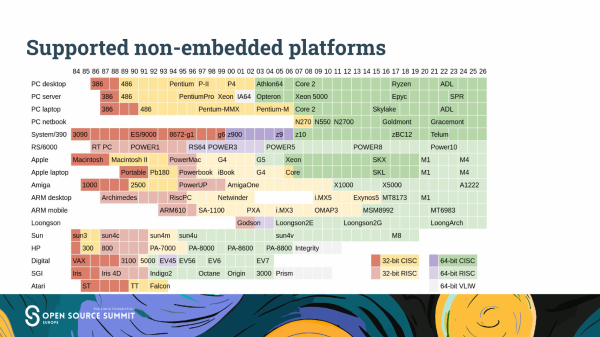 Supported non-embedded platforms
84 85 86 87 88 89 90 91 92 93 94 95 96 97 98 99 00 01 02 03 04 05 06 07 08 09 10 11 12 13 14 15 16 17 18 19 20 21 22 23 24 25 26
PC desktop 386 486 Pentium P-II P4 Athlon64 Core 2 Ryzen ADL
PC server 386 486 PentiumPro Xeon IA64 Opteron Xeon 5000 Epyc SPR
PC laptop 386 486 Pentium-MMX Pentium-M Core 2 Skylake ADL
PC netbook N270 N550 N2700 Goldmont Gracemont
System/390 3090 ES/9000 8672-g1 g6 z900 z9 z10 zBC12 Telum
RS/6000 RT PC POWER1 RS64 POWER3 POWER5 POWER8 Power10
Apple Macintosh Macintosh II PowerMac G4 G5 Xeon SKX M1 M4
Apple laptop Portable Pb180 Powerbook iBook G4 Core SKL M1 M4
Amiga 1000 2500 PowerUP AmigaOne X1000 X5000 A1222
ARM desktop Archimedes RiscPC Netwinder i.MX5 Exynos5 MT8173 M1
ARM mobile ARM610 SA-1100 PXA i.MX3 OMAP3 MSM8992 MT6983
Loongson Godson Loongson2E Loongson2G LoongArch
Sun sun3 sun4c sun4m sun4u sun4v M8
HP 300 800 PA-7000 PA-8000 PA-8600 PA-8800 Integrity
Digital VAX 3100 5000 EV45 EV56 EV6 EV7 32-bit CISC 64-bit CISC
SGI Iris Iris 4D Indigo2 Octane Origin 3000 Prism 32-bit RISC 64-bit RISC
Atari ST TT Falcon 64-bit VLIW
OPEN SOURCE SUMMIT
EUROPE